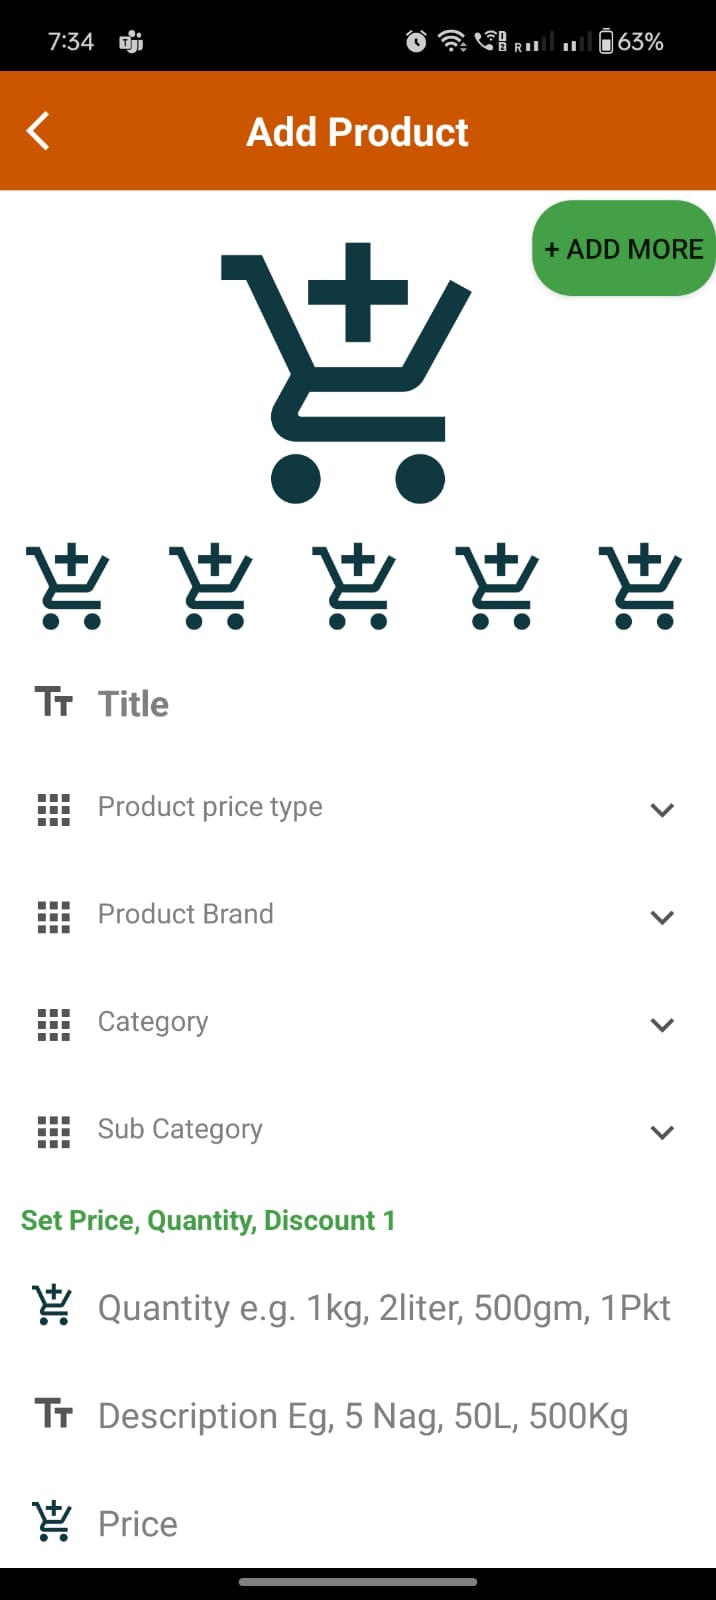 7:34
63%
Add Product
+ ADD MORE
Title
Product price type
Product Brand
Category
Sub Category
Set Price, Quantity, Discount 1
Quantity e.g. 1kg, 2liter, 500gm, 1Pkt
Description Eg, 5 Nag, 50L, 500Kg
Price